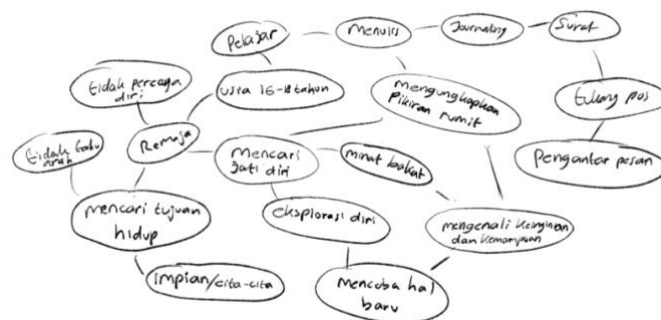 Pelajar
Menulis
Journaling
Surat
tidak percaya
diri
usia 16-18 tahun
Mengungkapkan
Pikiran rumit
tukang pos
tidak tahu
arah
Remaja
Mencari
Jati diri
minat bakat
Pengantar pesan
mencari tujuan
hidup
eksplorasi diri
mengenali keinginan
dan kemampuan
impian/cita-cita
mencoba hal
baru